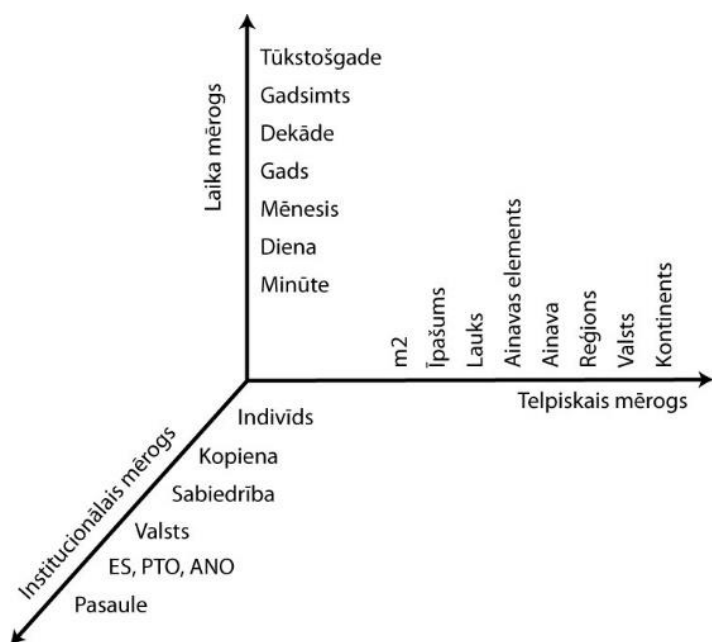 Laika mērogs
Tūkstošgade
Gadsimts
Dekāde
Gads
Mēnesis
Diena
Minūte
m2
Īpašums
Lauks
Ainavas elements
Ainava
Reģions
Valsts
Kontinents
Telpiskais mērogs
Institucionālais mērogs
Indivīds
Kopiena
Sabiedrība
Valsts
ES, PTO, ANO
Pasaule